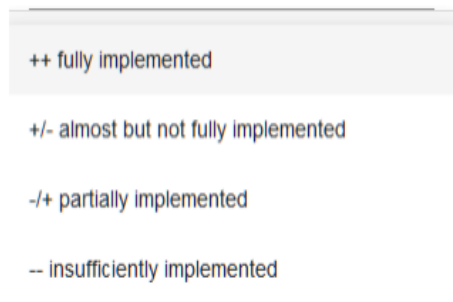 ++ fully implemented
+/- almost but not fully implemented
-/+ partially implemented
-- insufficiently implemented